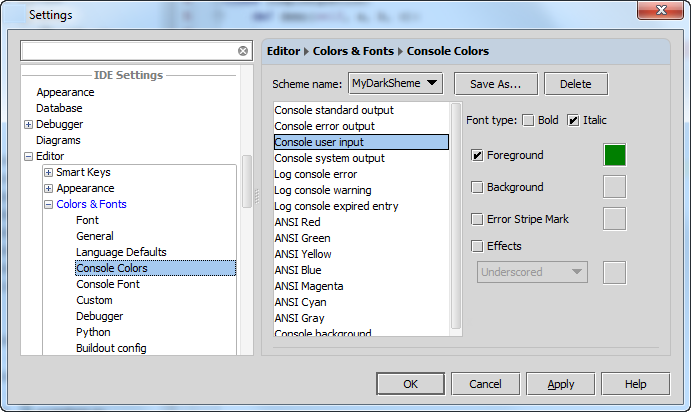 Settings
IDE Settings
Appearance
Database
Debugger
Diagrams
Editor
Smart Keys
Appearance
Colors & Fonts
Font
General
Language Defaults
Console Colors
Console Font
Custom
Debugger
Python
Buildout config
Editor Colors & Fonts Console Colors
Scheme name: MyDarkSheme Save As... Delete
Console standard output
Console error output
Console user input
Console system output
Log console error
Log console warning
Log console expired entry
ANSI Red
ANSI Green
ANSI Yellow
ANSI Blue
ANSI Magenta
ANSI Cyan
ANSI Gray
Console background
Font type: Bold Italic
Foreground
Background
Error Stripe Mark
Effects
Underscored
OK Cancel Apply Help